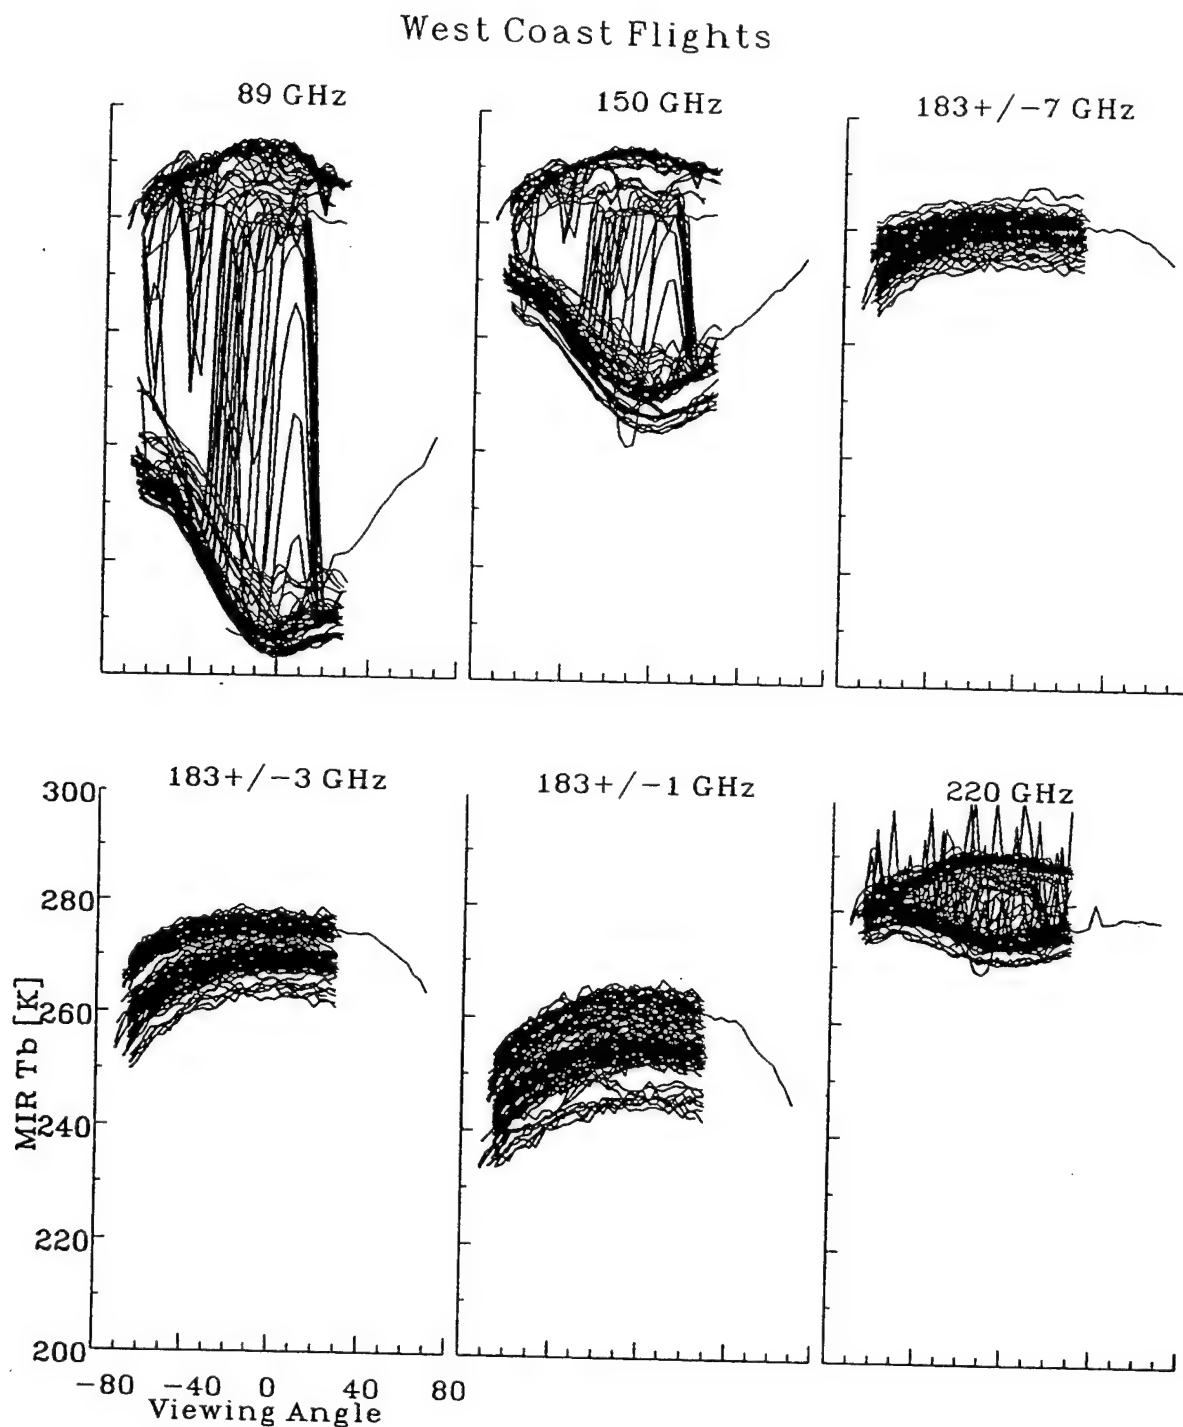 West Coast Flights
89 GHz
150 GHz
183+/-7 GHz
183+/-3 GHz
183+/-1 GHz
220 GHz
300
280
260
240
220
200
MIR Tb [K]
-80 -40 0 40 80
Viewing Angle